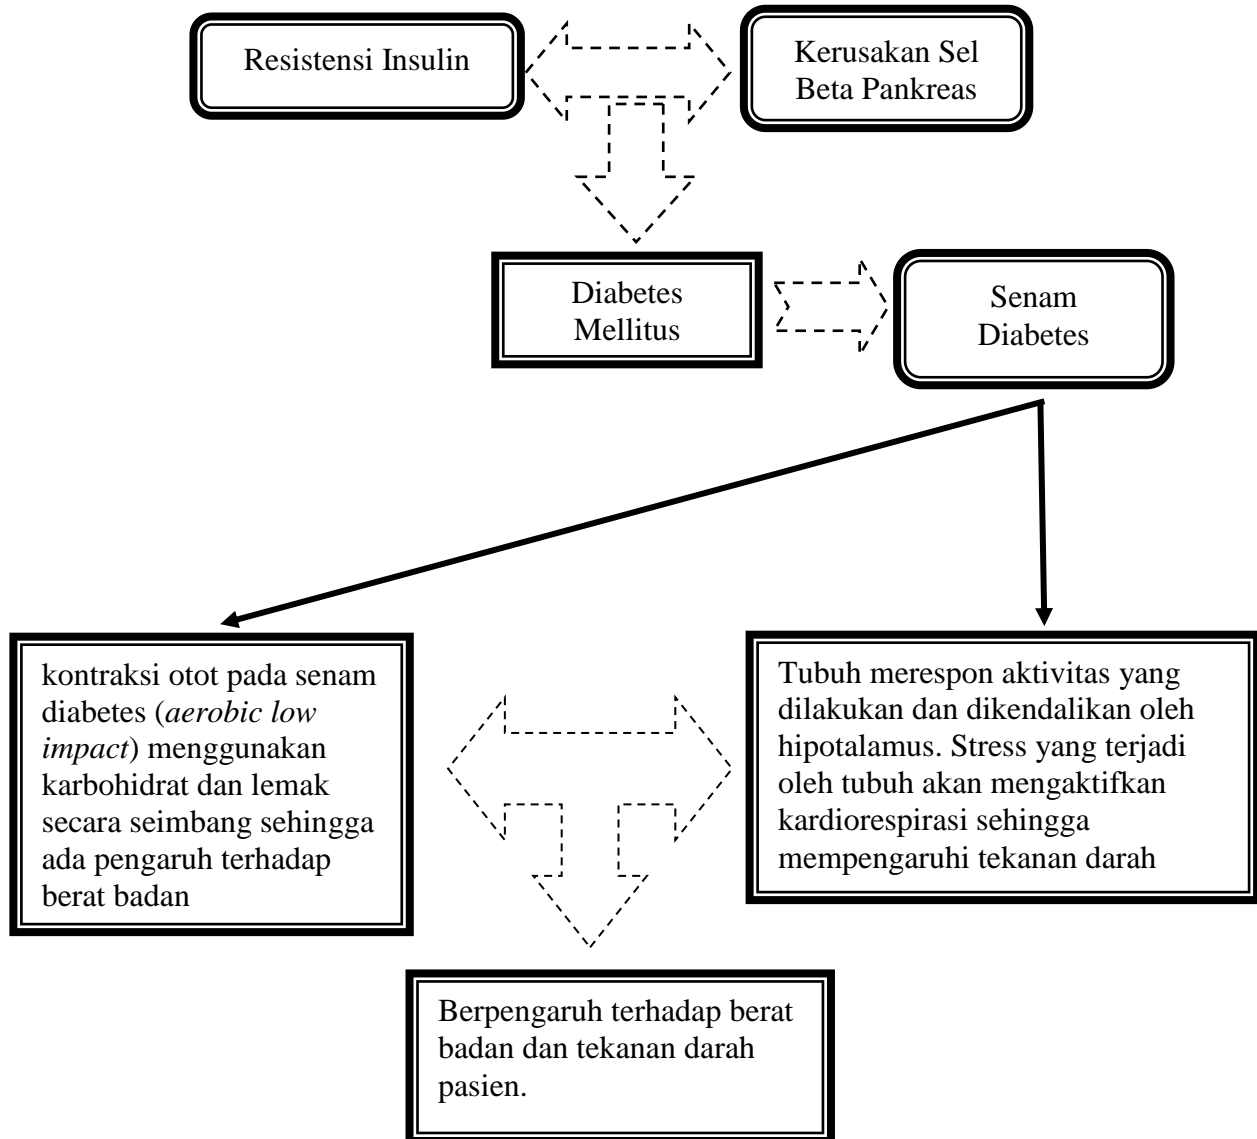 Resistensi Insulin
Kerusakan Sel
Beta Pankreas
Diabetes
Mellitus
Senam
Diabetes
kontraksi otot pada senam
diabetes (aerobic low
impact) menggunakan
karbohidrat dan lemak
secara seimbang sehingga
ada pengaruh terhadap
berat badan
Tubuh merespon aktivitas yang
dilakukan dan dikendalikan oleh
hipotalamus. Stress yang terjadi
oleh tubuh akan mengaktifkan
kardiorespirasi sehingga
mempengaruhi tekanan darah
Berpengaruh terhadap berat
badan dan tekanan darah
pasien.